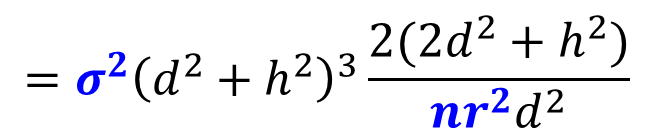 = σ²(d² + h²)³ 2(2d² + h²) / nr²d²